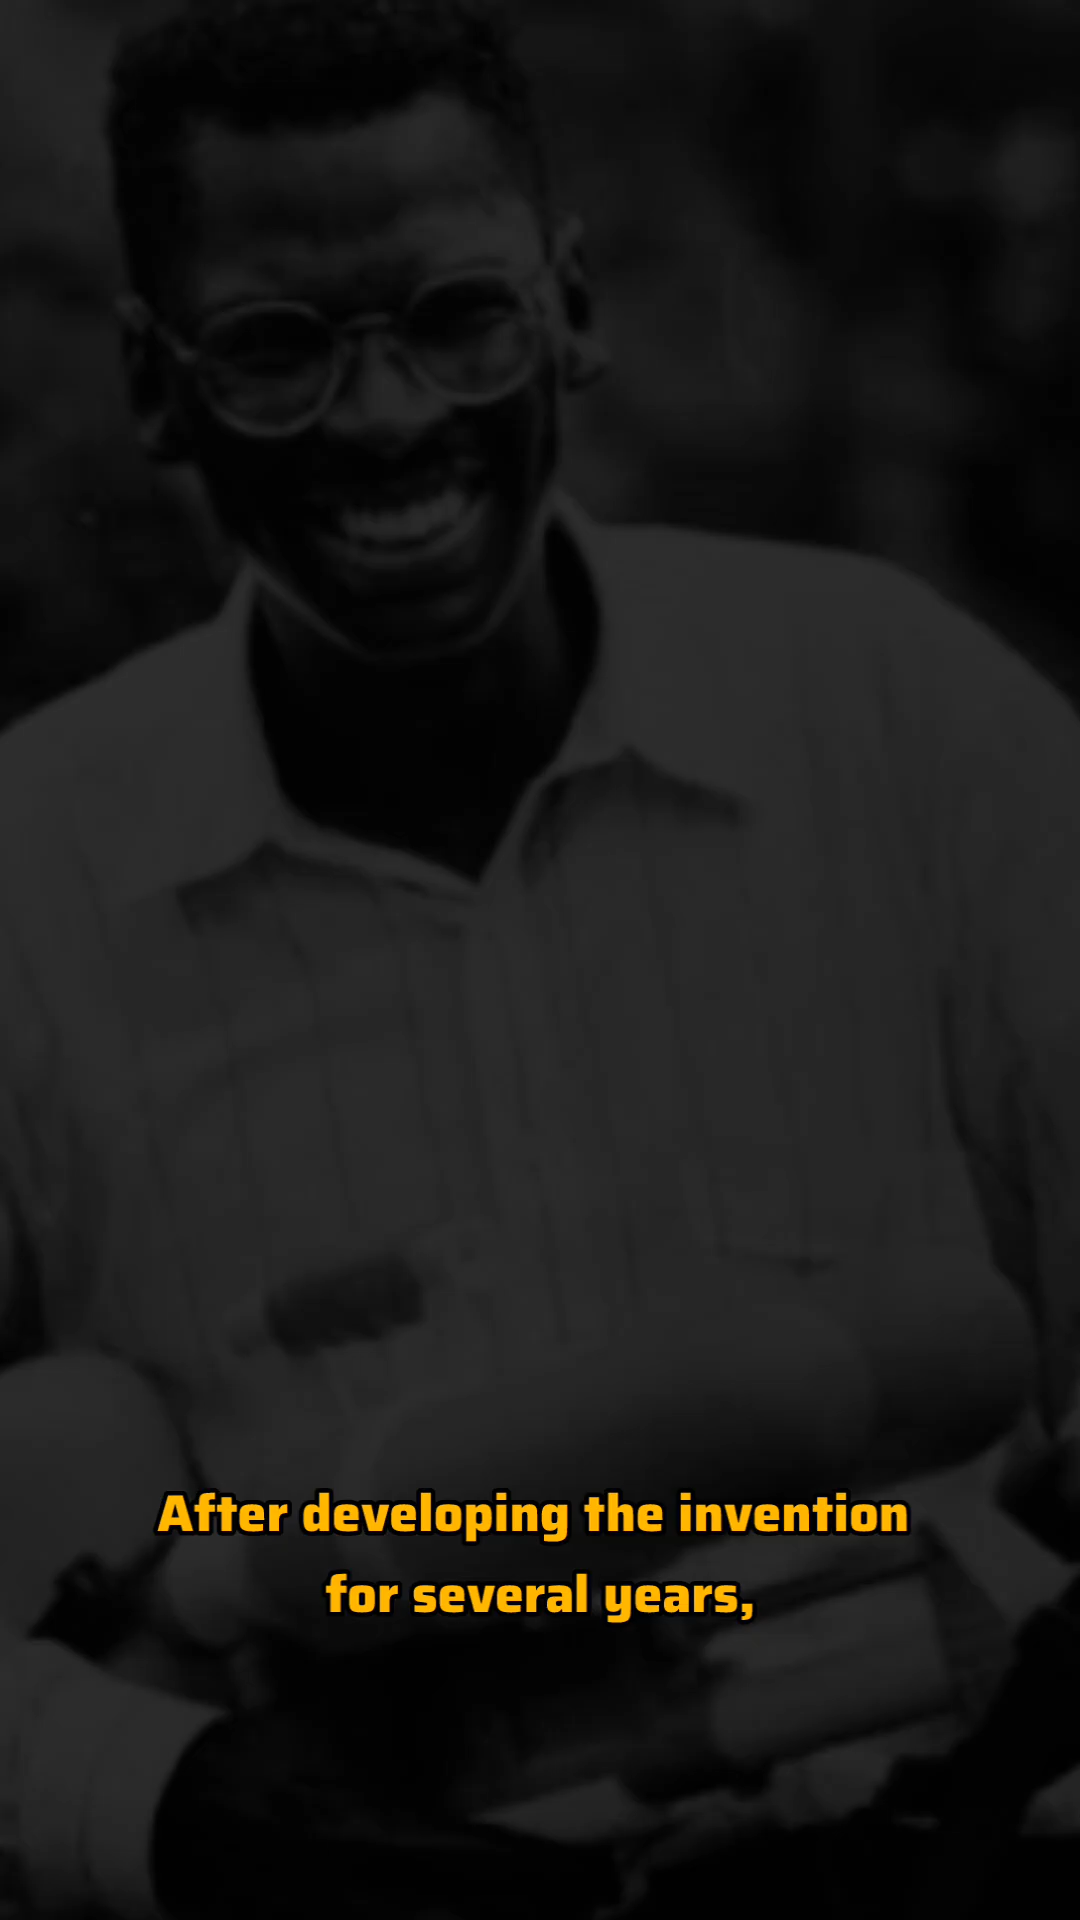 After developing the invention
for several years,